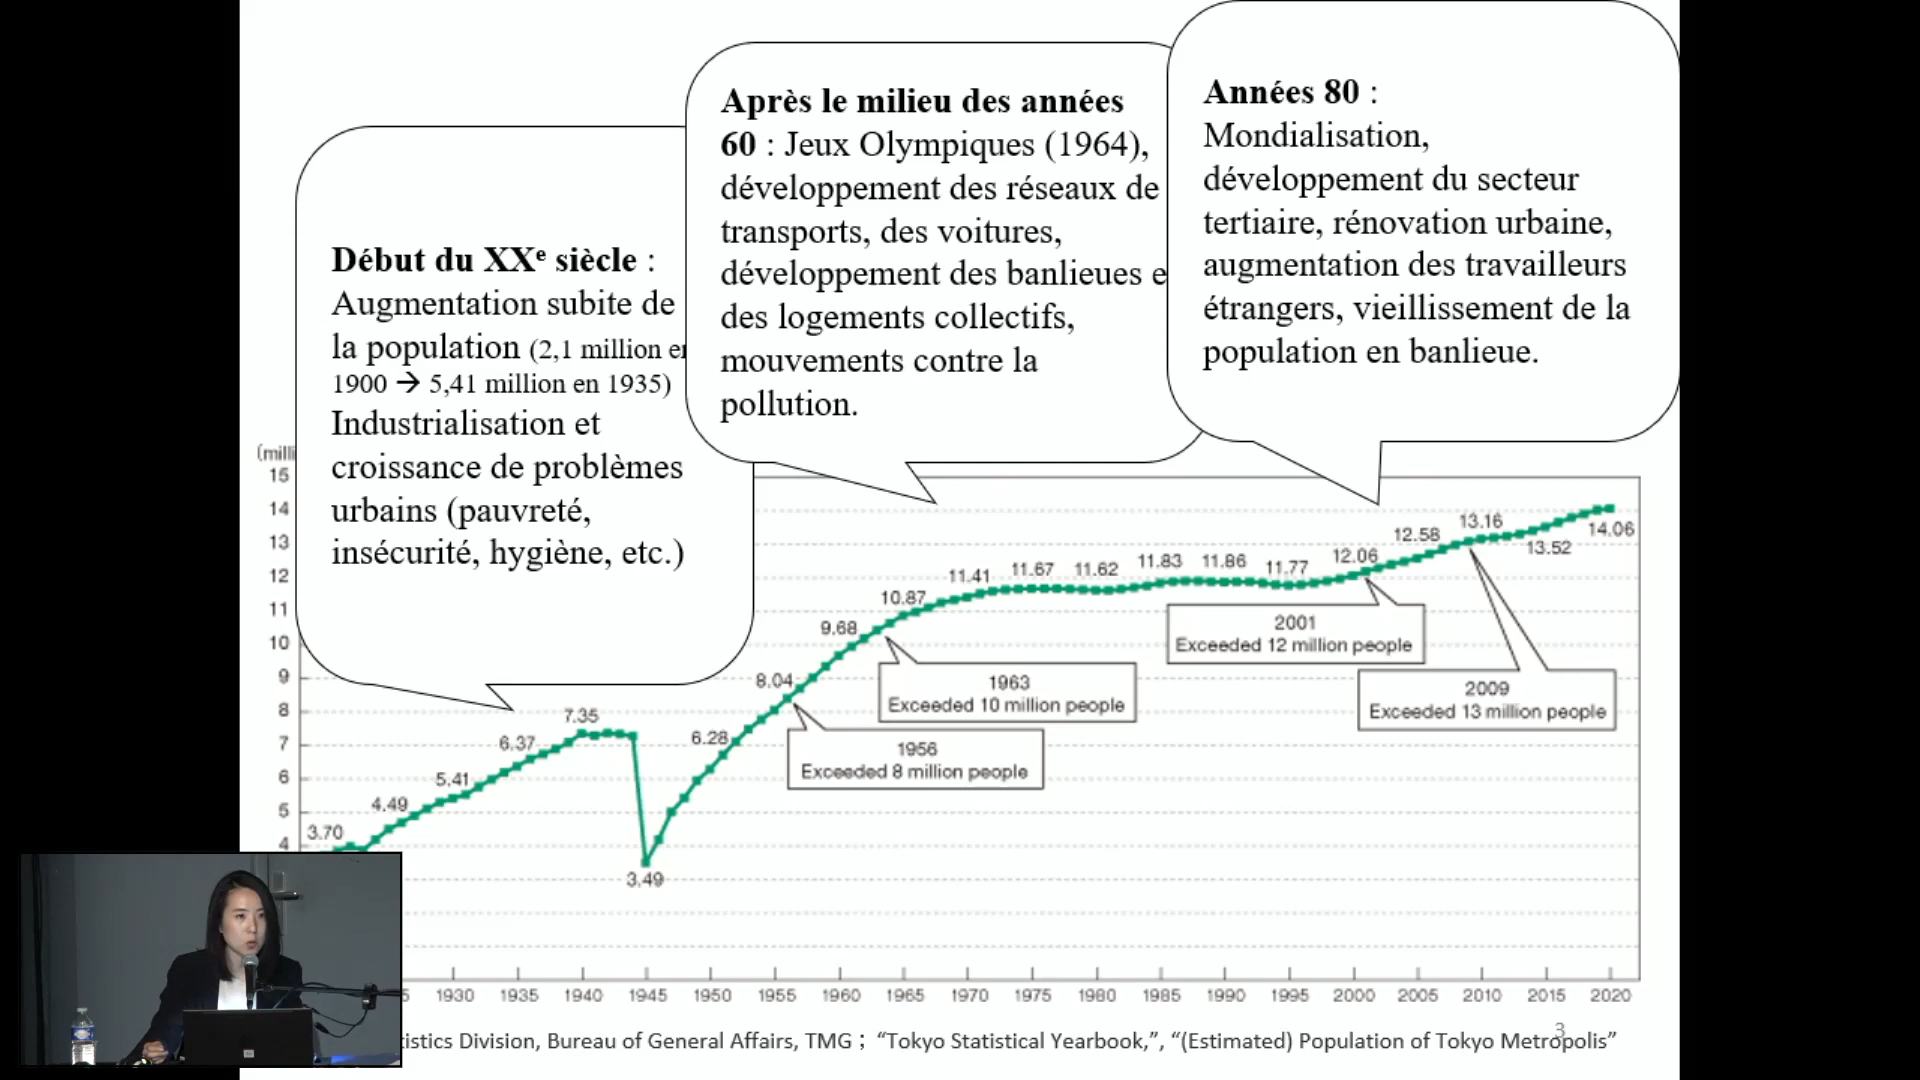 Début du XXe siècle :
Augmentation subite de
la population (2,1 million
1900 → 5,41 million en 1935)
Industrialisation et
croissance de problèmes
urbains (pauvreté,
insécurité, hygiène, etc.)
Après le milieu des années
60 : Jeux Olympiques (1964),
développement des réseaux de
transports, des voitures,
développement des banlieues
des logements collectifs,
mouvements contre la
pollution.
Années 80 :
Mondialisation,
développement du secteur
tertiaire, rénovation urbaine,
augmentation des travailleurs
étrangers, vieillissement de la
population en banlieue.
15
14
13
12
11
10
9
8
7
6
5
4
3.70
4.49
5.41
6.37
7.35
3.49
6.28
8.04
9.68
10.87
11.41
11.67
11.62
11.83
11.86
11.77
12.06
12.58
13.16
13.52
14.06
1956
Exceeded 8 million people
1963
Exceeded 10 million people
2001
Exceeded 12 million people
2009
Exceeded 13 million people
1930 1935 1940 1945 1950 1955 1960 1965 1970 1975 1980 1985 1990 1995 2000 2005 2010 2015 2020
Division, Bureau of General Affairs, TMG ; “Tokyo Statistical Yearbook,”, “(Estimated) Population of Tokyo Metropolis”
3